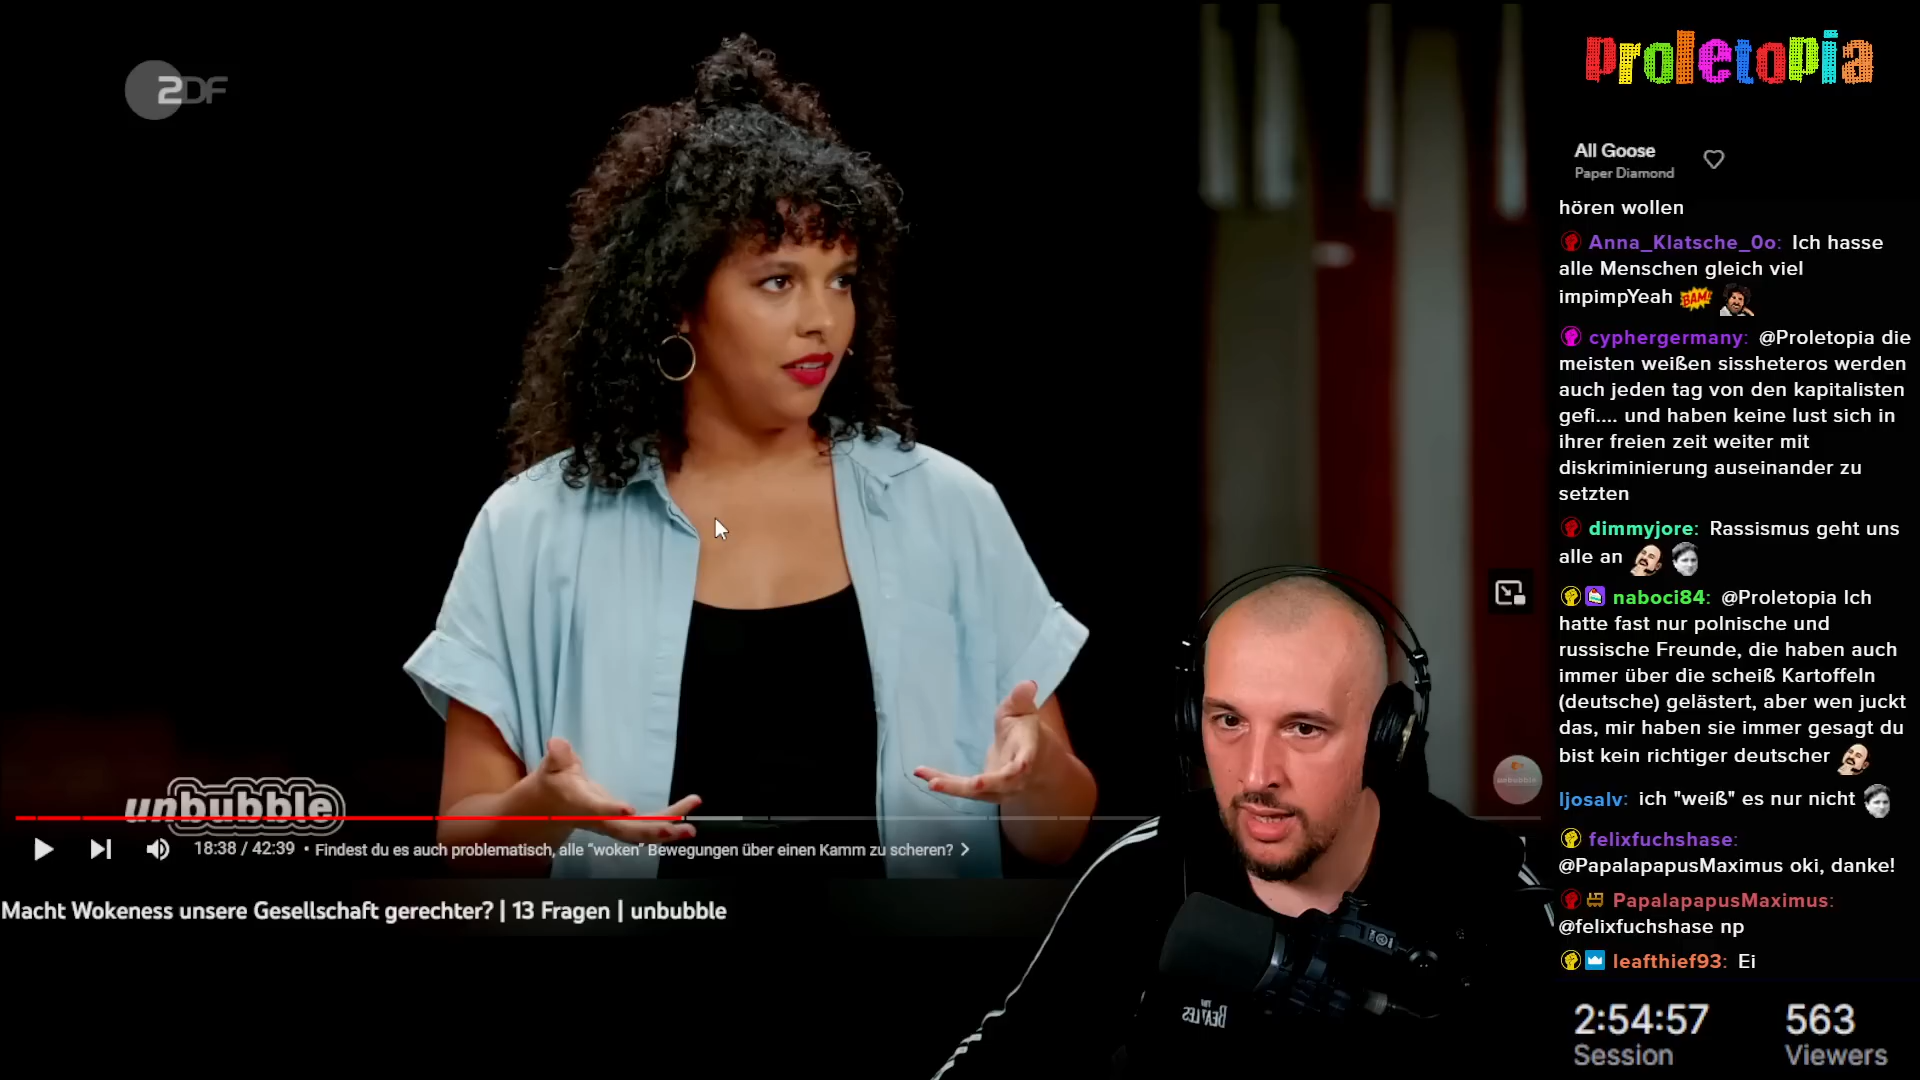 2DF
Proletopia
All Goose
Paper Diamond
hören wollen
Anna_Klatsche_0o: Ich hasse
alle Menschen gleich viel
impimpYeah BAM!
cyphergermany: @Proletopia die
meisten weißen sissheteros werden
auch jeden tag von den kapitalisten
gefi.... und haben keine lust sich in
ihrer freien zeit weiter mit
diskriminierung auseinander zu
setzten
dimmyjore: Rassismus geht uns
alle an
naboci84: @Proletopia Ich
hatte fast nur polnische und
russische Freunde, die haben auch
immer über die scheiß Kartoffeln
(deutsche) gelästert, aber wen juckt
das, mir haben sie immer gesagt du
bist kein richtiger deutscher
ljosalv: ich "weiß" es nur nicht
felixfuchshase:
@PapalapapusMaximus oki, danke!
PapalapapusMaximus:
@felixfuchshase np
leafthief93: Ei
2:54:57
Session
563
Viewers
unbubble
unbubble
18:38 / 42:39 • Findest du es auch problematisch, alle “woken” Bewegungen über einen Kamm zu scheren?
Macht Wokeness unsere Gesellschaft gerechter? | 13 Fragen | unbubble
THE
BEATLES